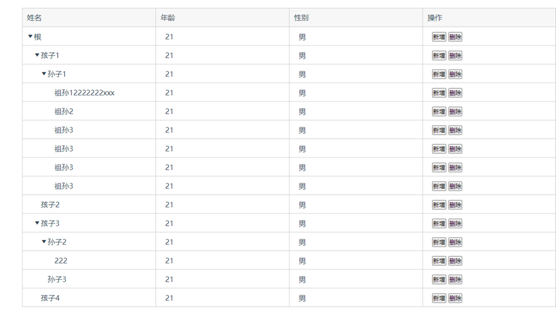 姓名 年龄 性别 操作
根 21 男 新增 删除
孩子1 21 男 新增 删除
孙子1 21 男 新增 删除
祖孙12222222xxx 21 男 新增 删除
祖孙2 21 男 新增 删除
祖孙3 21 男 新增 删除
祖孙3 21 男 新增 删除
祖孙3 21 男 新增 删除
祖孙3 21 男 新增 删除
孩子2 21 男 新增 删除
孩子3 21 男 新增 删除
孙子2 21 男 新增 删除
222 21 男 新增 删除
孙子3 21 男 新增 删除
孩子4 21 男 新增 删除